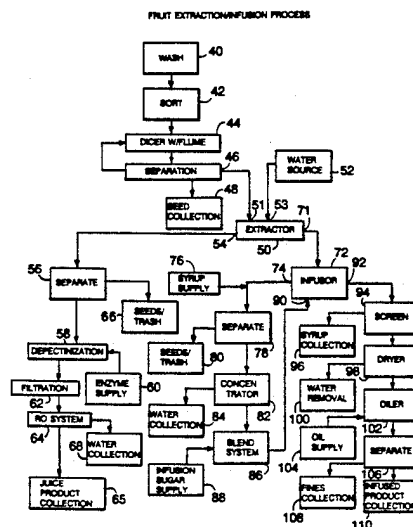 FRUIT EXTRACTION/INFUSION PROCESS
WASH
40
SORT
42
DICER W/FLUME
44
SEPARATION
46
WATER
SOURCE
52
SEED
COLLECTION
48
51
53
71
EXTRACTOR
54
50
76
SYRUP
SUPPLY
74
INFUSOR
72
92
90
94
56
SEPARATE
SEEDS/
TRASH
66
SEPARATE
78
SCREEN
SYRUP
COLLECTION
96
58
DEPECTINIZATION
SEEDS/
TRASH
80
DRYER
98
FILTRATION
62
ENZYME
SUPPLY
60
CONCEN
TRATOR
82
WATER
COLLECTION
84
WATER
REMOVAL
100
OILER
102
RO SYSTEM
64
WATER
COLLECTION
68
BLEND
SYSTEM
86
OIL
SUPPLY
104
SEPARATE
106
JUICE
PRODUCT
COLLECTION
65
INFUSION
SUGAR
SUPPLY
88
FINES
COLLECTION
108
INFUSED
PRODUCT
COLLECTION
110